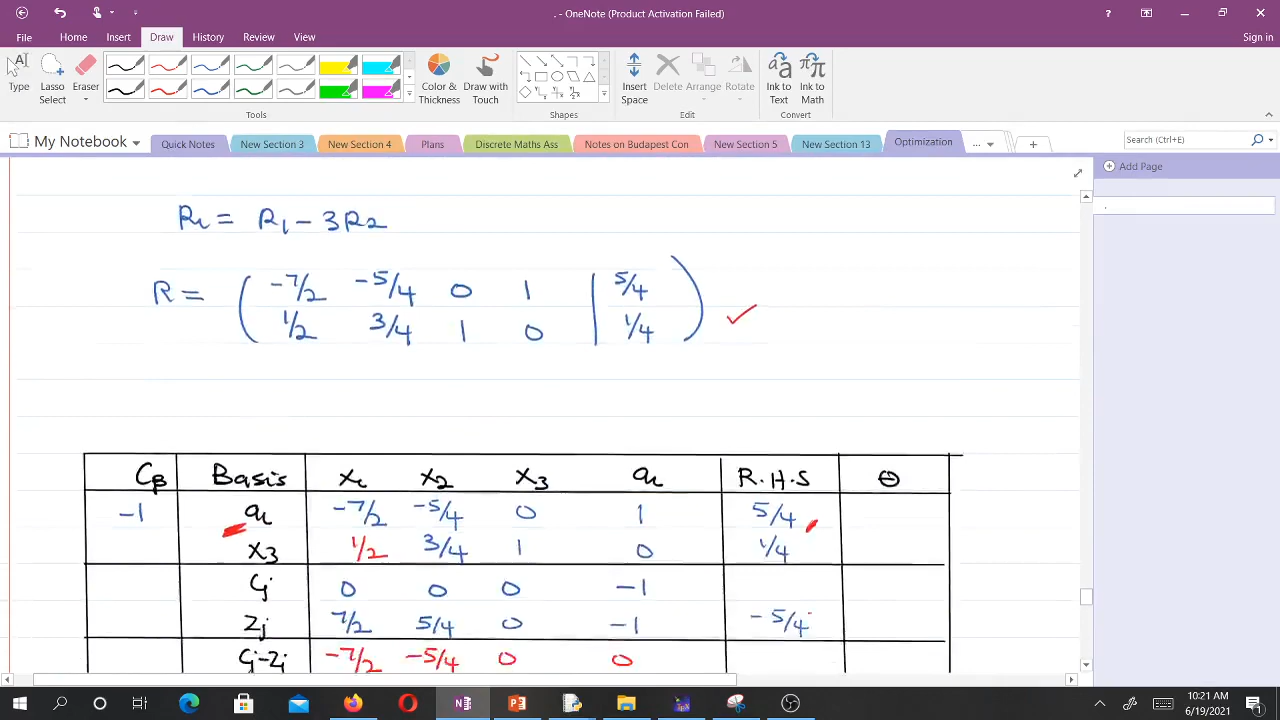 . - OneNote (Product Activation Failed)
File Home Insert Draw History Review View Sign in
Type Lasso Select Eraser Color & Thickness Draw with Touch Insert Space Delete Arrange Rotate Ink to Text Ink to Math
Tools Shapes Edit Convert
My Notebook Quick Notes New Section 3 New Section 4 Plans Discrete Maths Ass Notes on Budapest Con New Section 5 New Section 13 Optimization ... Search (Ctrl+E)
Add Page
.
R₁ = R₁ - 3R2
R = ( -7/2 -5/4 0 1 | 5/4
1/2 3/4 1 0 | 1/4 )
CB Basis x₁ x2 x3 a₁ R.H.S θ
-1 a₁ -7/2 -5/4 0 1 5/4
x3 1/2 3/4 1 0 1/4
Cj 0 0 0 -1
Zj 7/2 5/4 0 -1 -5/4
Cj-Zj -7/2 -5/4 0 0
10:21 AM
6/19/2021